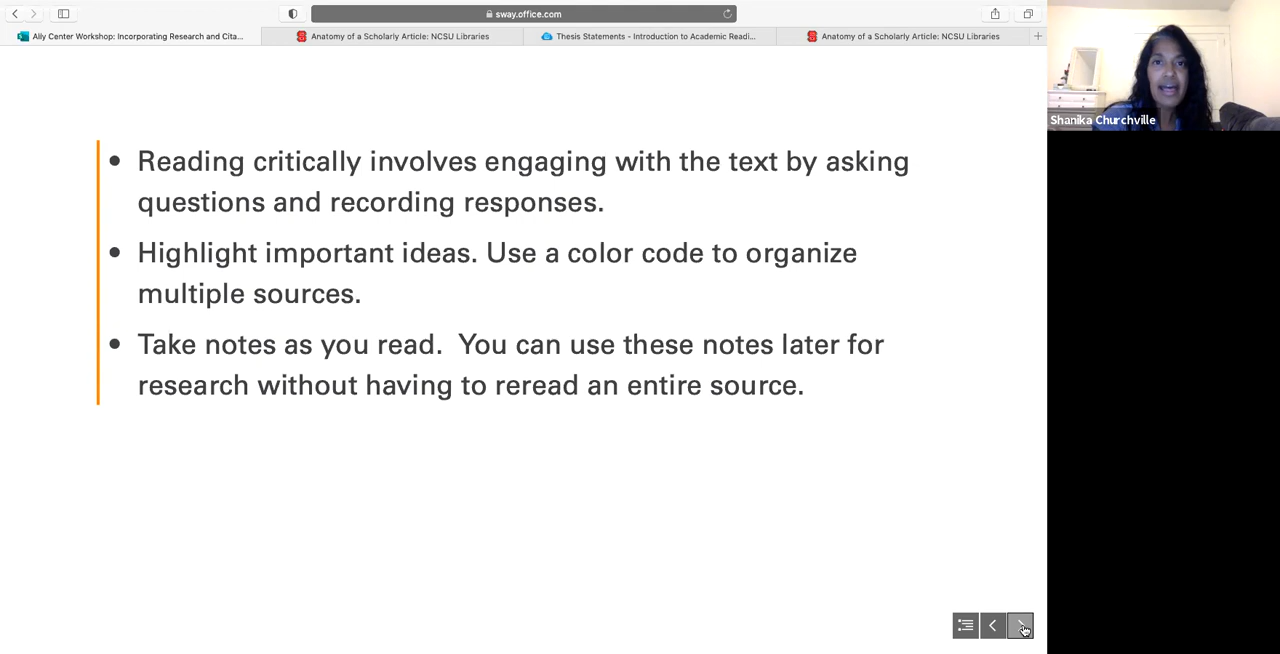 sway.office.com
Ally Center Workshop: Incorporating Research and Cita...
Anatomy of a Scholarly Article: NCSU Libraries
Thesis Statements - Introduction to Academic Readi...
Anatomy of a Scholarly Article: NCSU Libraries
Shanika Churchville
• Reading critically involves engaging with the text by asking
questions and recording responses.
• Highlight important ideas. Use a color code to organize
multiple sources.
• Take notes as you read.  You can use these notes later for
research without having to reread an entire source.